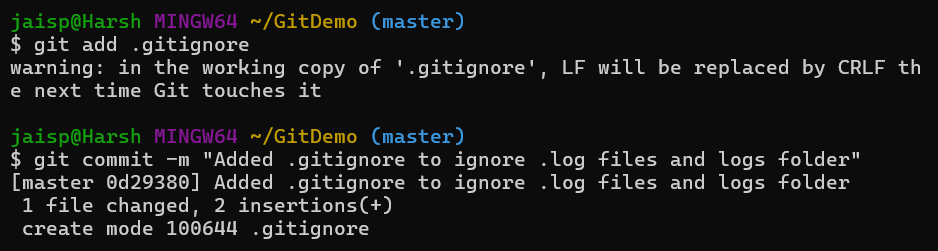 jaisp@Harsh MINGW64 ~/GitDemo (master)
$ git add .gitignore
warning: in the working copy of '.gitignore', LF will be replaced by CRLF th
e next time Git touches it
jaisp@Harsh MINGW64 ~/GitDemo (master)
$ git commit -m "Added .gitignore to ignore .log files and logs folder"
[master 0d29380] Added .gitignore to ignore .log files and logs folder
 1 file changed, 2 insertions(+)
 create mode 100644 .gitignore